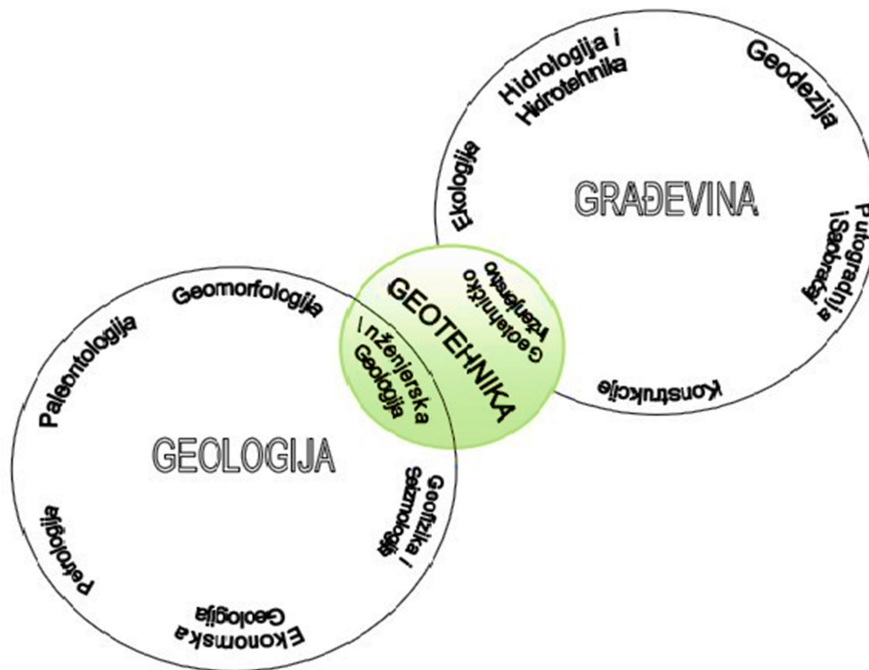 Hidrologija i
Hidrotehnika
Geodezija
Ekologija
GRAĐEVINA
Putogradnja
i Saobraćaj
Konstrukcije
Geotehničko
Inženjerstvo
GEOTEHNIKA
Inženjerska
Geologija
Geomorfologija
Paleontologija
GEOLOGIJA
Geofizika i
Seizmologija
Petrologija
Ekonomska
Geologija